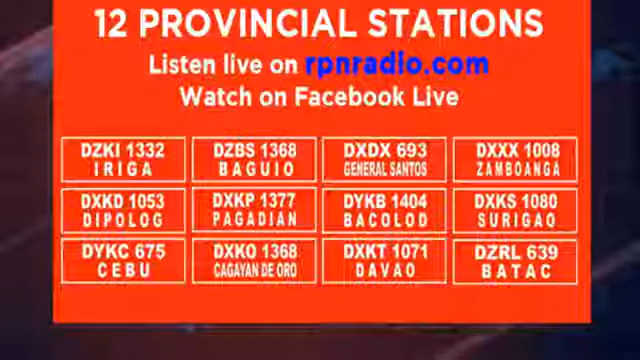 12 PROVINCIAL STATIONS
Listen live on rpnradio.com
Watch on Facebook Live
DZKI 1332
IRIGA
DZBS 1368
BAGUIO
DXDX 693
GENERAL SANTOS
DXXX 1008
ZAMBOANGA
DXKD 1053
DIPOLOG
DXKP 1377
PAGADIAN
DYKB 1404
BACOLOD
DXKS 1080
SURIGAO
DYKC 675
CEBU
DXKO 1368
CAGAYAN DE ORO
DXKT 1071
DAVAO
DZRL 639
BATAC